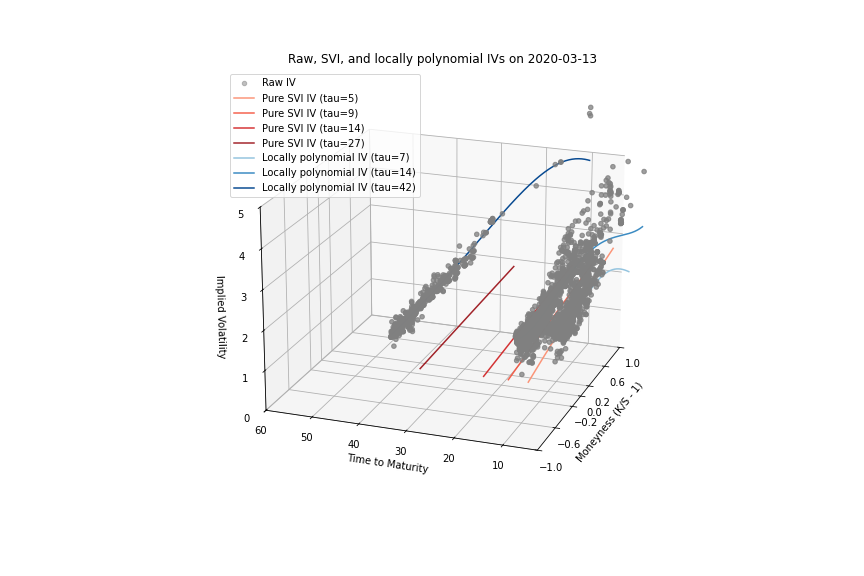 Raw, SVI, and locally polynomial IVs on 2020-03-13
Raw IV
Pure SVI IV (tau=5)
Pure SVI IV (tau=9)
Pure SVI IV (tau=14)
Pure SVI IV (tau=27)
Locally polynomial IV (tau=7)
Locally polynomial IV (tau=14)
Locally polynomial IV (tau=42)
5
4
3
2
1
0
Implied Volatility
60
50
40
30
20
10
Time to Maturity
1.0
0.6
0.2
0.0
−0.2
−0.6
−1.0
Moneyness (K/S - 1)